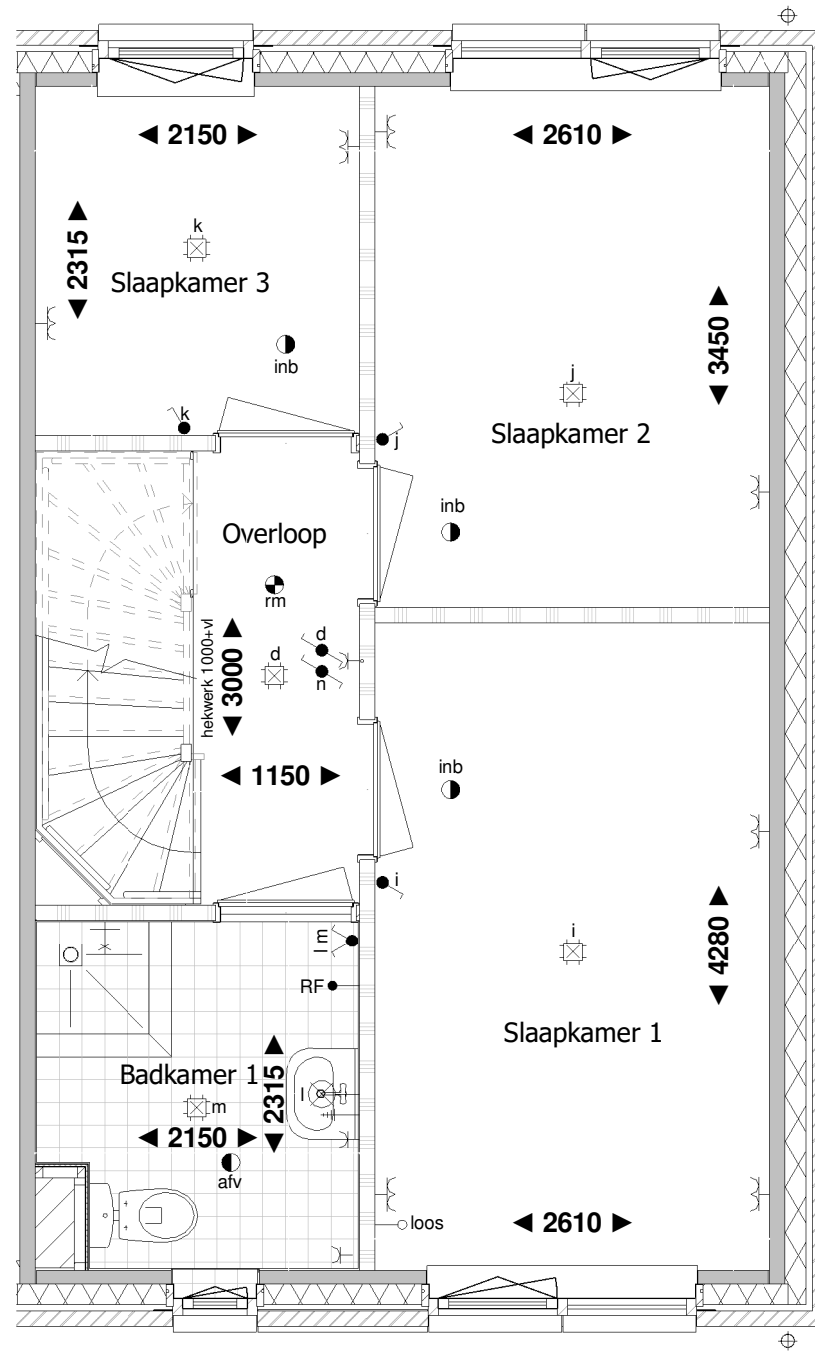 2150
2610
2315
k
Slaapkamer 3
3450
inb
j
k
Slaapkamer 2
j
inb
Overloop
rm
hekwerk 1000+vl
3000
d
d
n
1150
inb
i
l m
i
4280
RF
Slaapkamer 1
Badkamer 1
2315
l
m
2150
afv
loos
2610